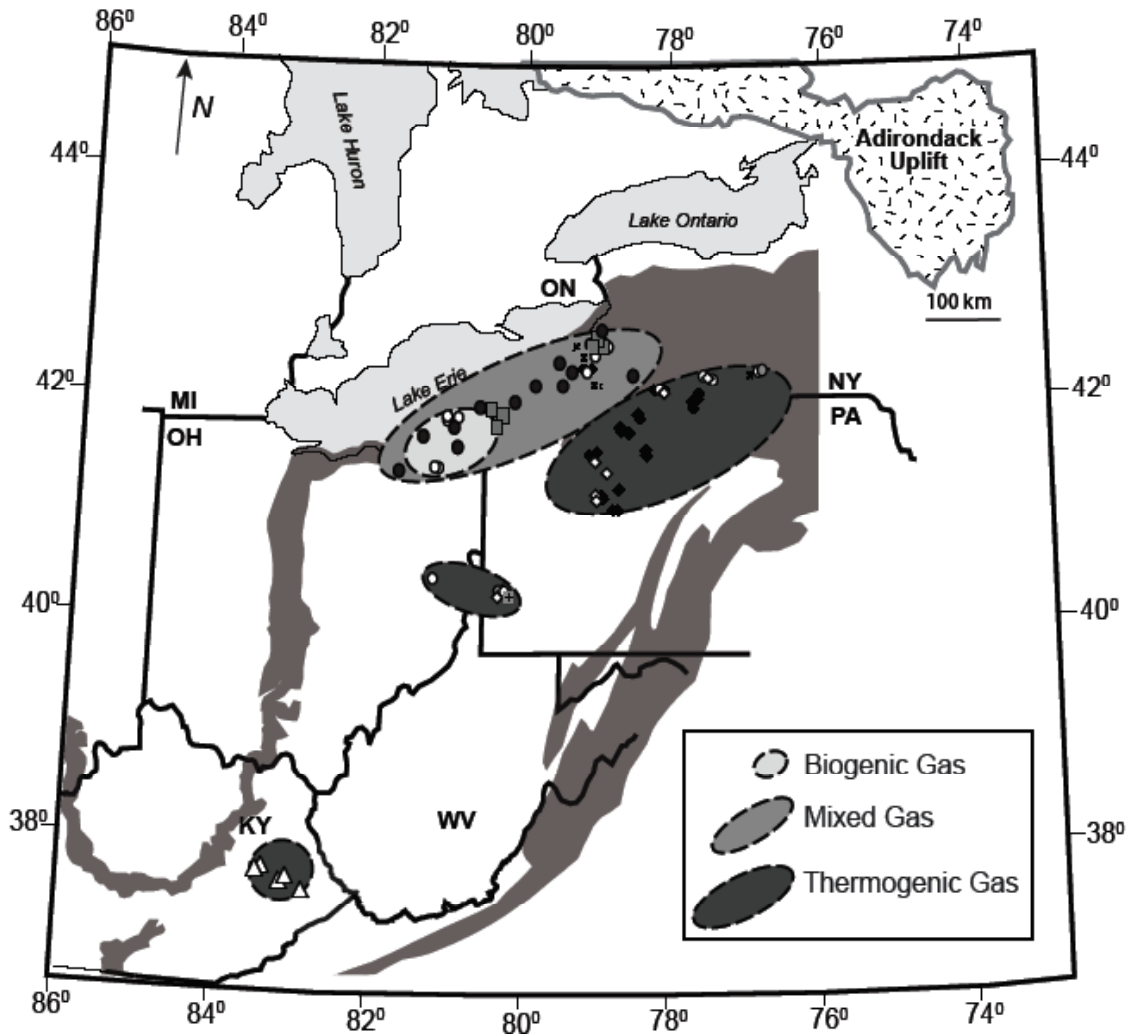 86⁰ 84⁰ 82⁰ 80⁰ 78⁰ 76⁰ 74⁰
N
Lake Huron
Adirondack
Uplift
44⁰ 44⁰
Lake Ontario
ON
100 km
42⁰ 42⁰
Lake Erie
MI
OH
NY
PA
40⁰ 40⁰
Biogenic Gas
Mixed Gas
Thermogenic Gas
38⁰ 38⁰
KY
WV
86⁰ 84⁰ 82⁰ 80⁰ 78⁰ 76⁰ 74⁰